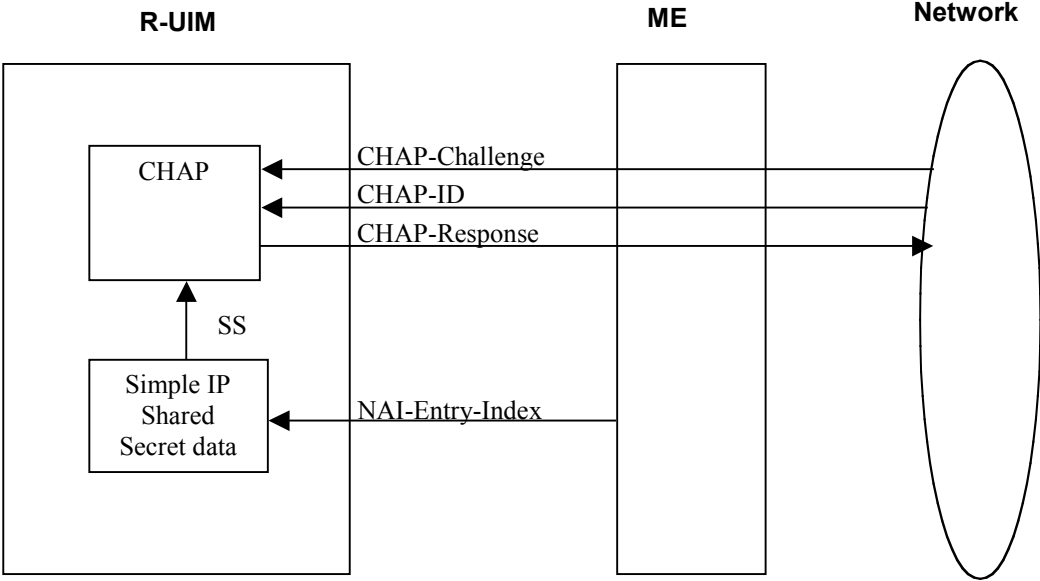 R-UIM
ME
Network
CHAP
CHAP-Challenge
CHAP-ID
CHAP-Response
SS
Simple IP
Shared
Secret data
NAI-Entry-Index